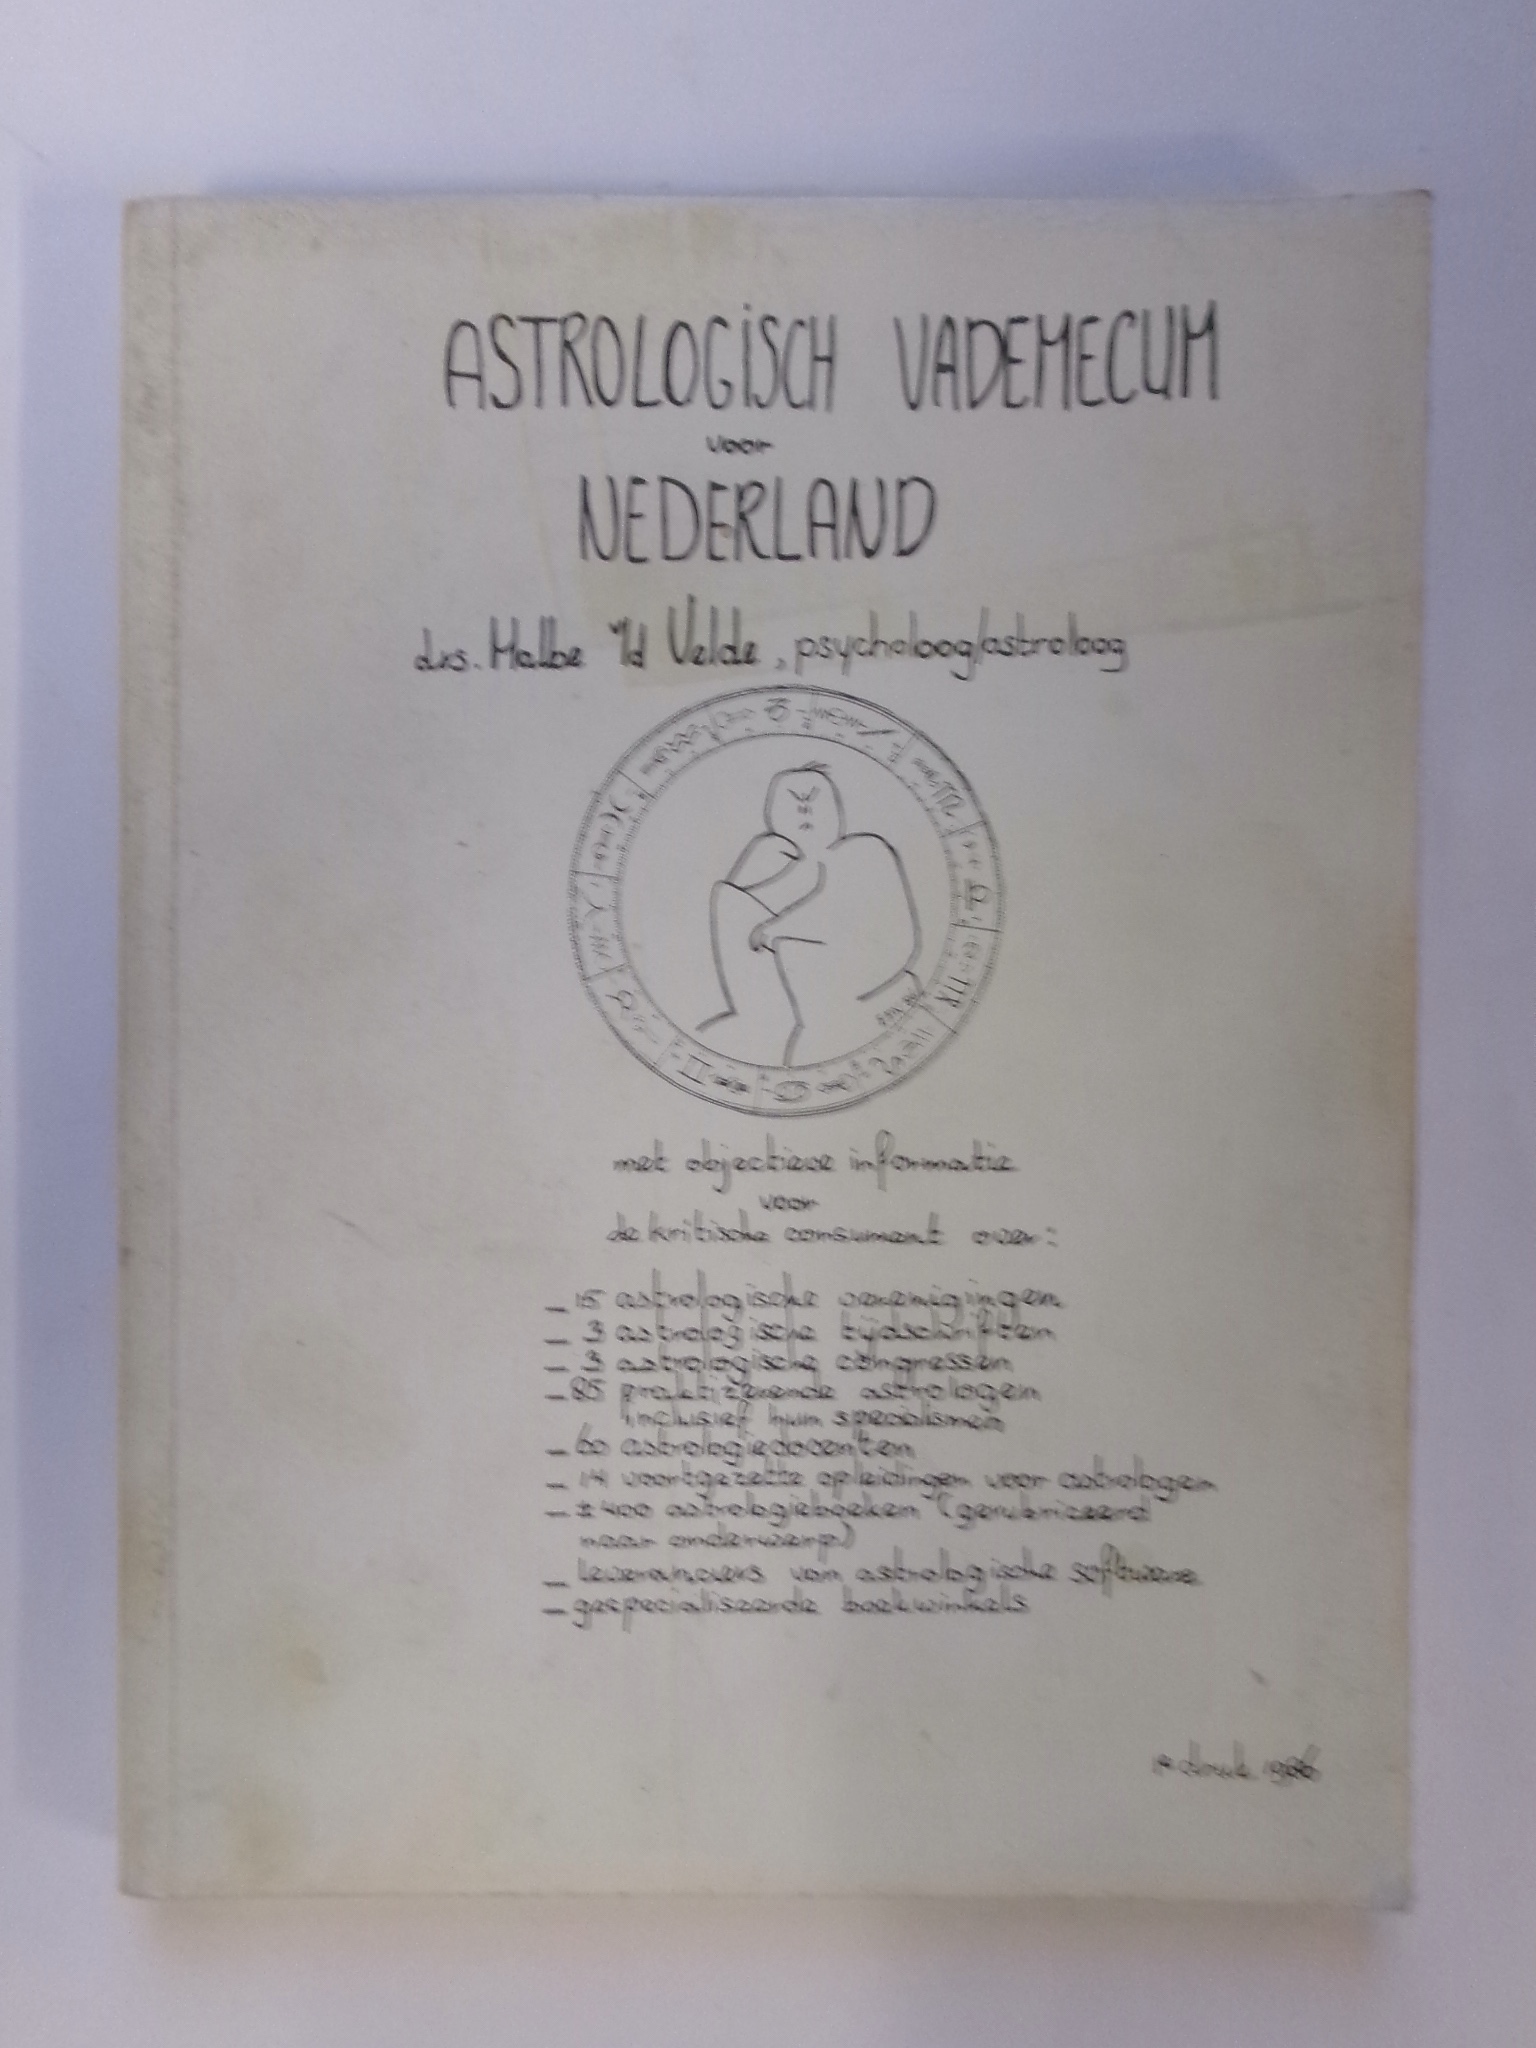 ASTROLOGiSCH VADEMECUM
voor
NEDERLAND
drs. Halbe v/d Velde, psycholoog/astroloog
met objectieve informatie
voor
de kritische consument over:
_ 15 astrologische verenigingen
_ 3 astrologische tijdschriften
_ 3 astrologische congressen
_ 85 praktizerende astrologen
inclusief hun specialismen
_ 60 astrologiedocenten
_ 14 voortgezette opleidingen voor astrologen
_ ± 400 astrologieboeken (gerubriceerd
naar onderwerp)
_ leveranciers van astrologische software
_ gespecialiseerde boekwinkels
1e druk 1986